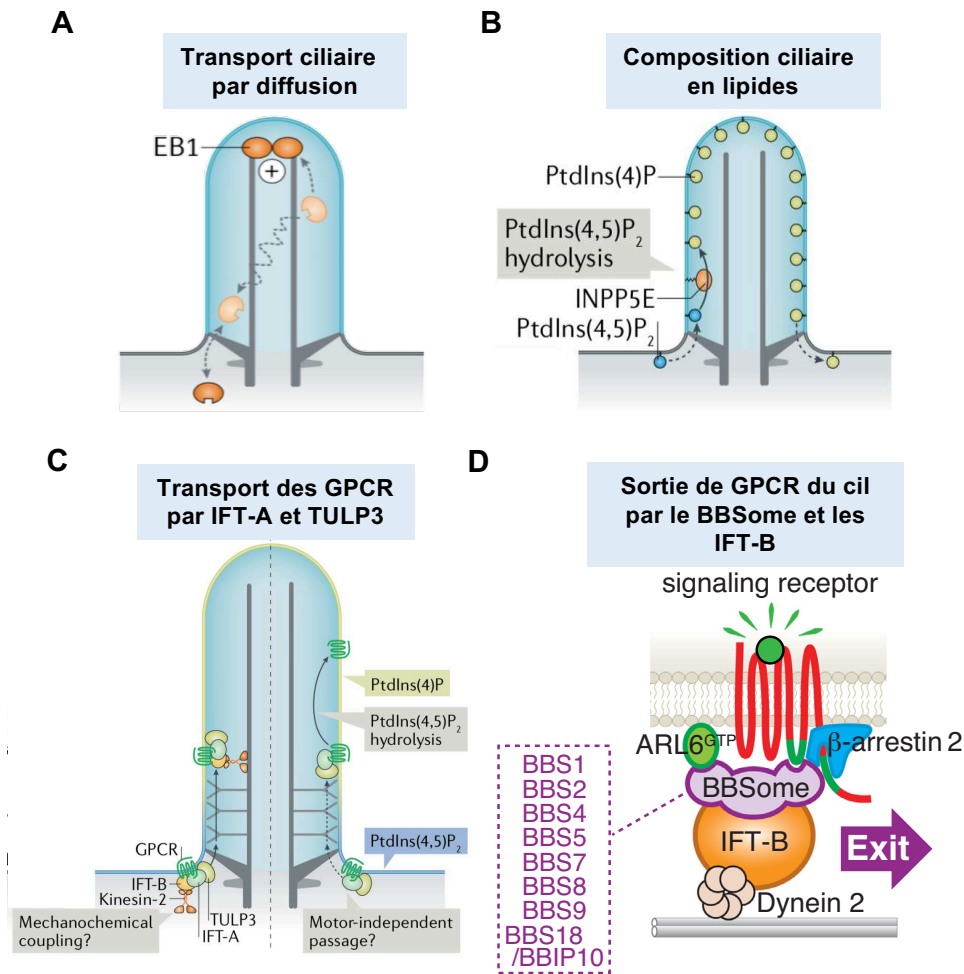 A
Transport ciliaire
par diffusion
EB1
+
B
Composition ciliaire
en lipides
PtdIns(4)P
PtdIns(4,5)P2
hydrolysis
INPP5E
PtdIns(4,5)P2
C
Transport des GPCR
par IFT-A et TULP3
PtdIns(4)P
PtdIns(4,5)P2
hydrolysis
PtdIns(4,5)P2
GPCR
IFT-B
Kinesin-2
TULP3
IFT-A
Mechanochemical
coupling?
Motor-independent
passage?
D
Sortie de GPCR du cil
par le BBSome et les
IFT-B
signaling receptor
ARL6GTP
β-arrestin 2
BBSome
IFT-B
Exit
Dynein 2
BBS1
BBS2
BBS4
BBS5
BBS7
BBS8
BBS9
BBS18
/BBIP10